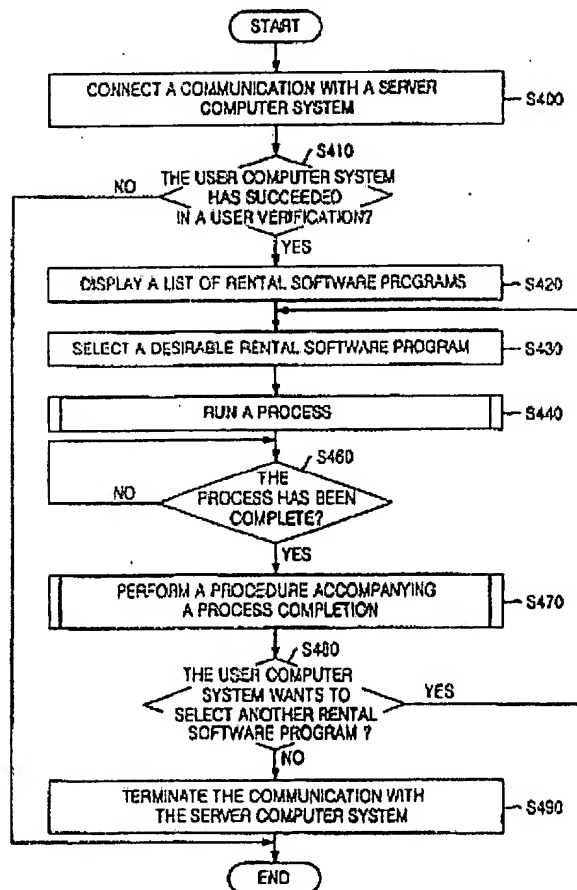 START
CONNECT A COMMUNICATION WITH A SERVER
COMPUTER SYSTEM
S400
S410
NO
THE USER COMPUTER SYSTEM
HAS SUCCEEDED
IN A USER VERIFICATION?
YES
DISPLAY A LIST OF RENTAL SOFTWARE PROGRAMS
S420
SELECT A DESIRABLE RENTAL SOFTWARE PROGRAM
S430
RUN A PROCESS
S440
S460
NO
THE
PROCESS HAS BEEN
COMPLETE?
YES
PERFORM A PROCEDURE ACCOMPANYING
A PROCESS COMPLETION
S470
S480
THE USER COMPUTER
SYSTEM WANTS TO
SELECT ANOTHER RENTAL
SOFTWARE PROGRAM ?
YES
NO
TERMINATE THE COMMUNICATION WITH
THE SERVER COMPUTER SYSTEM
S490
END